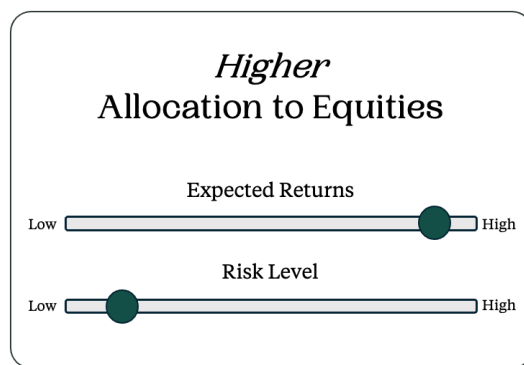 Higher
Allocation to Equities
Expected Returns
Low High
Risk Level
Low High